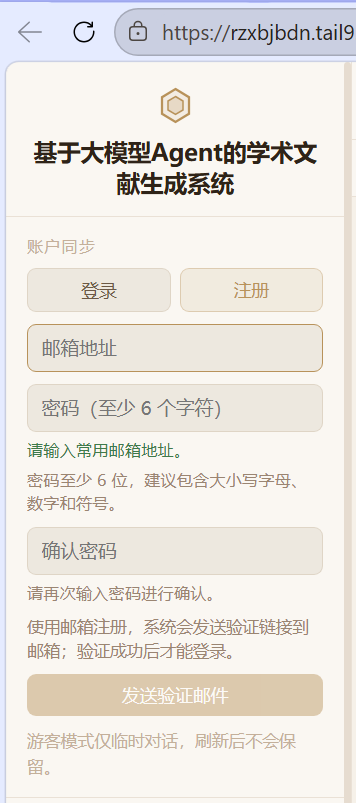 https://rzxbjbdn.tail9
基于大模型Agent的学术文
献生成系统
账户同步
登录
注册
邮箱地址
密码（至少 6 个字符）
请输入常用邮箱地址。
密码至少 6 位，建议包含大小写字母、
数字和符号。
确认密码
请再次输入密码进行确认。
使用邮箱注册，系统会发送验证链接到
邮箱；验证成功后才能登录。
发送验证邮件
游客模式仅临时对话，刷新后不会保
留。